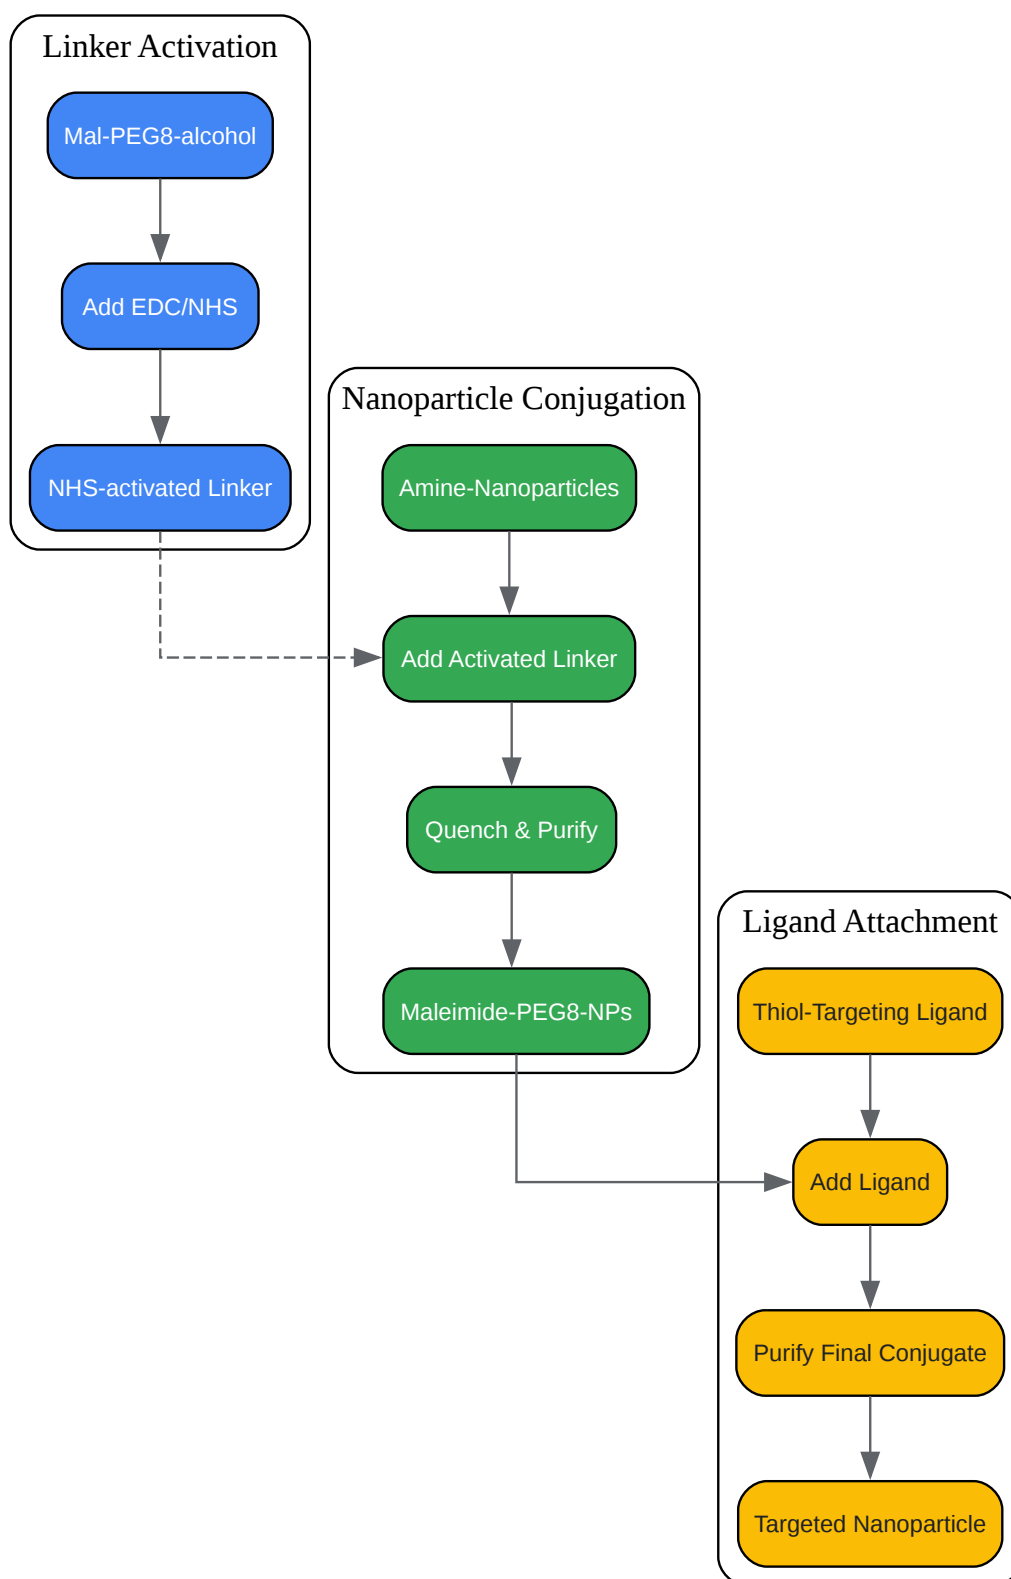 Linker Activation
Mal-PEG8-alcohol
Add EDC/NHS
NHS-activated Linker
Nanoparticle Conjugation
Amine-Nanoparticles
Add Activated Linker
Quench & Purify
Maleimide-PEG8-NPs
Ligand Attachment
Thiol-Targeting Ligand
Add Ligand
Purify Final Conjugate
Targeted Nanoparticle